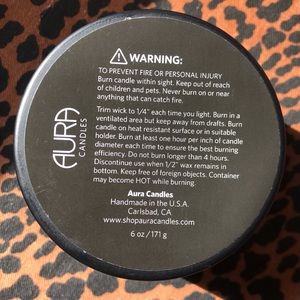 ⚠ WARNING:
TO PREVENT FIRE OR PERSONAL INJURY
Burn candle within sight. Keep out of reach
of children and pets. Never burn on or near
anything that can catch fire.
Trim wick to 1/4" each time you light. Burn in a
ventilated area but keep away from drafts. Burn
candle on heat resistant surface or in suitable
holder. Burn at least one hour per inch of candle
diameter each time to ensure the best burning
efficiency. Do not burn longer than 4 hours.
Discontinue use when 1/2" wax remains in
bottom. Keep free of foreign objects. Container
may become HOT while burning.
Aura Candles
Handmade in the U.S.A.
Carlsbad, CA
www.shopauracandles.com
6 oz / 171 g
AURA
CANDLES